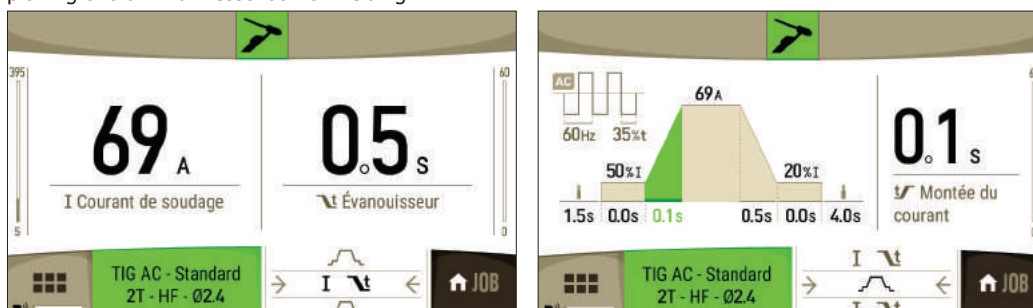 395
60
69 A
0.5 s
I Courant de soudage
t Évanouisseur
5
0
TIG AC - Standard
2T - HF - Ø2.4
I t
JOB
AC
69 A
60Hz 35%t
50%I
20%I
1.5s 0.0s 0.1s 0.5s 0.0s 4.0s
0.1 s
t Montée du
courant
TIG AC - Standard
2T - HF - Ø2.4
I t
JOB